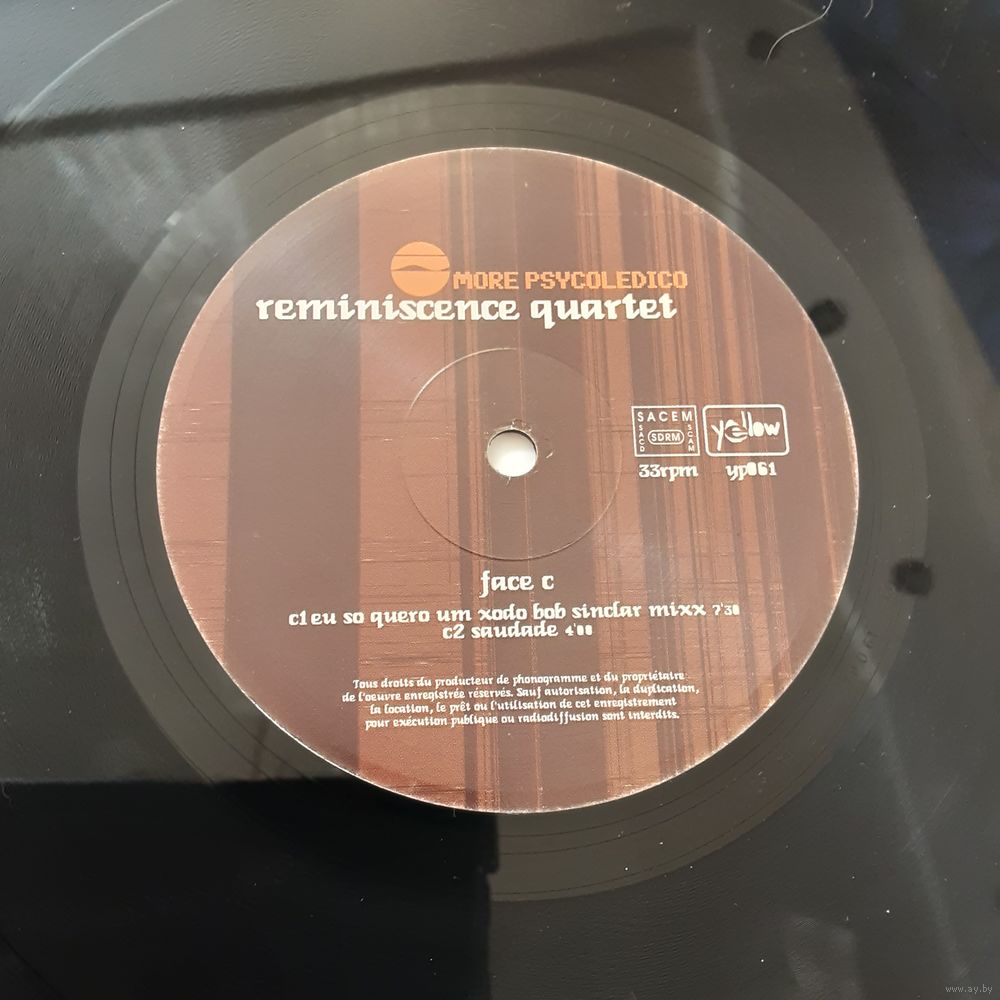 MORE PSYCOLEDICO
reminiscence quartet
SACEM
SACD
SDRM
SCAM
yellow
33rpm
yp061
face c
c1 eu so quero um xodo bob sinclar mixx 7'30
c2 saudade 4'00
Tous droits du producteur de phonogramme et du propriétaire
de l'oeuvre enregistrée réservés. Sauf autorisation, la duplication,
la location, le prêt ou l'utilisation de cet enregistrement
pour exécution publique ou radiodiffusion sont interdits.
www.ay.by